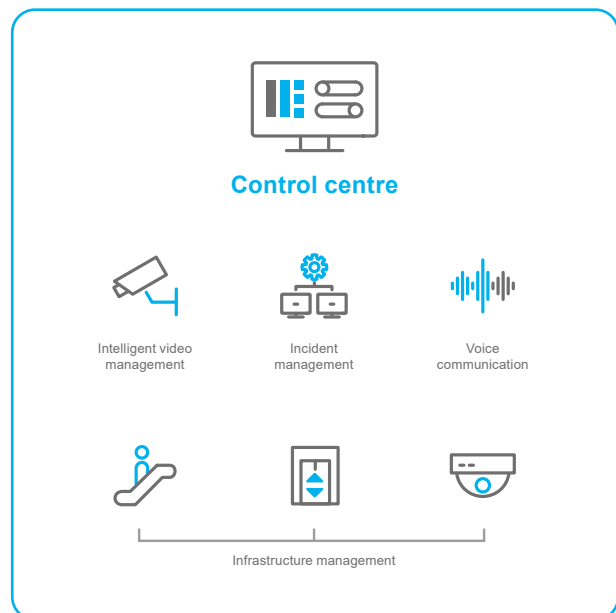 Control centre
Intelligent video
management
Incident
management
Voice
communication
Infrastructure management